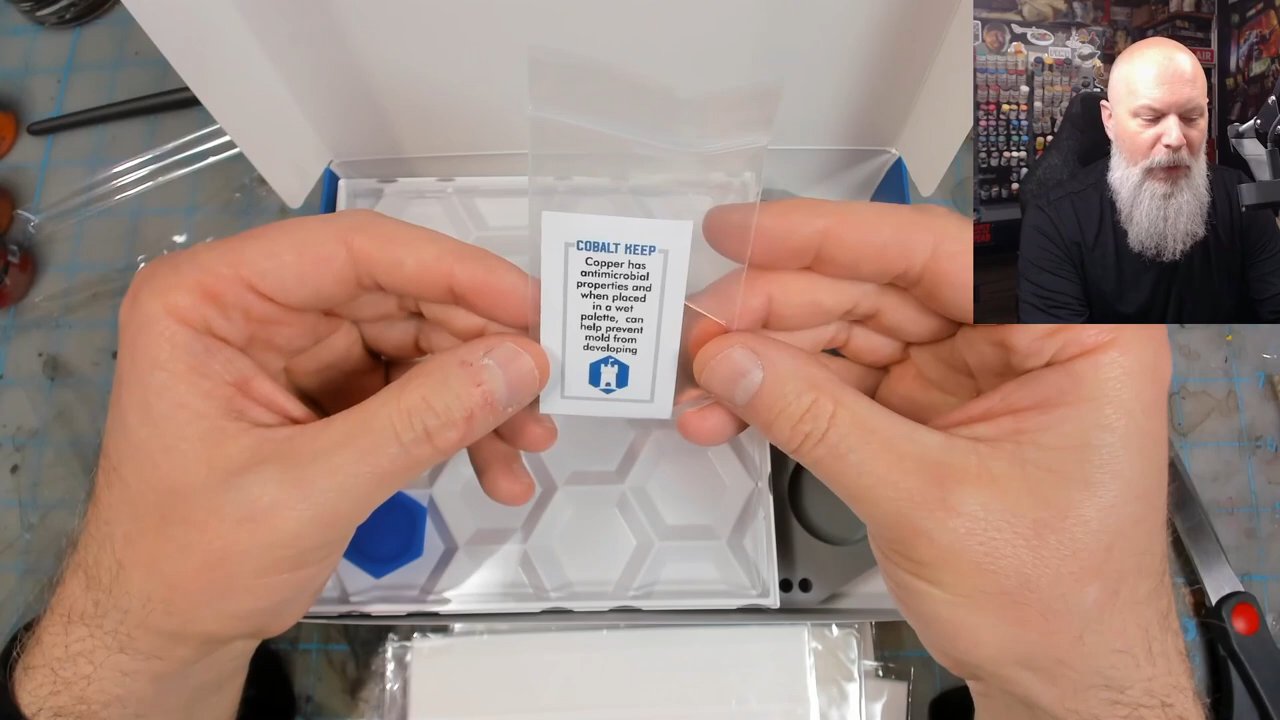 COBALT KEEP
Copper has
antimicrobial
properties and
when placed
in a wet
palette, can
help prevent
mold from
developing